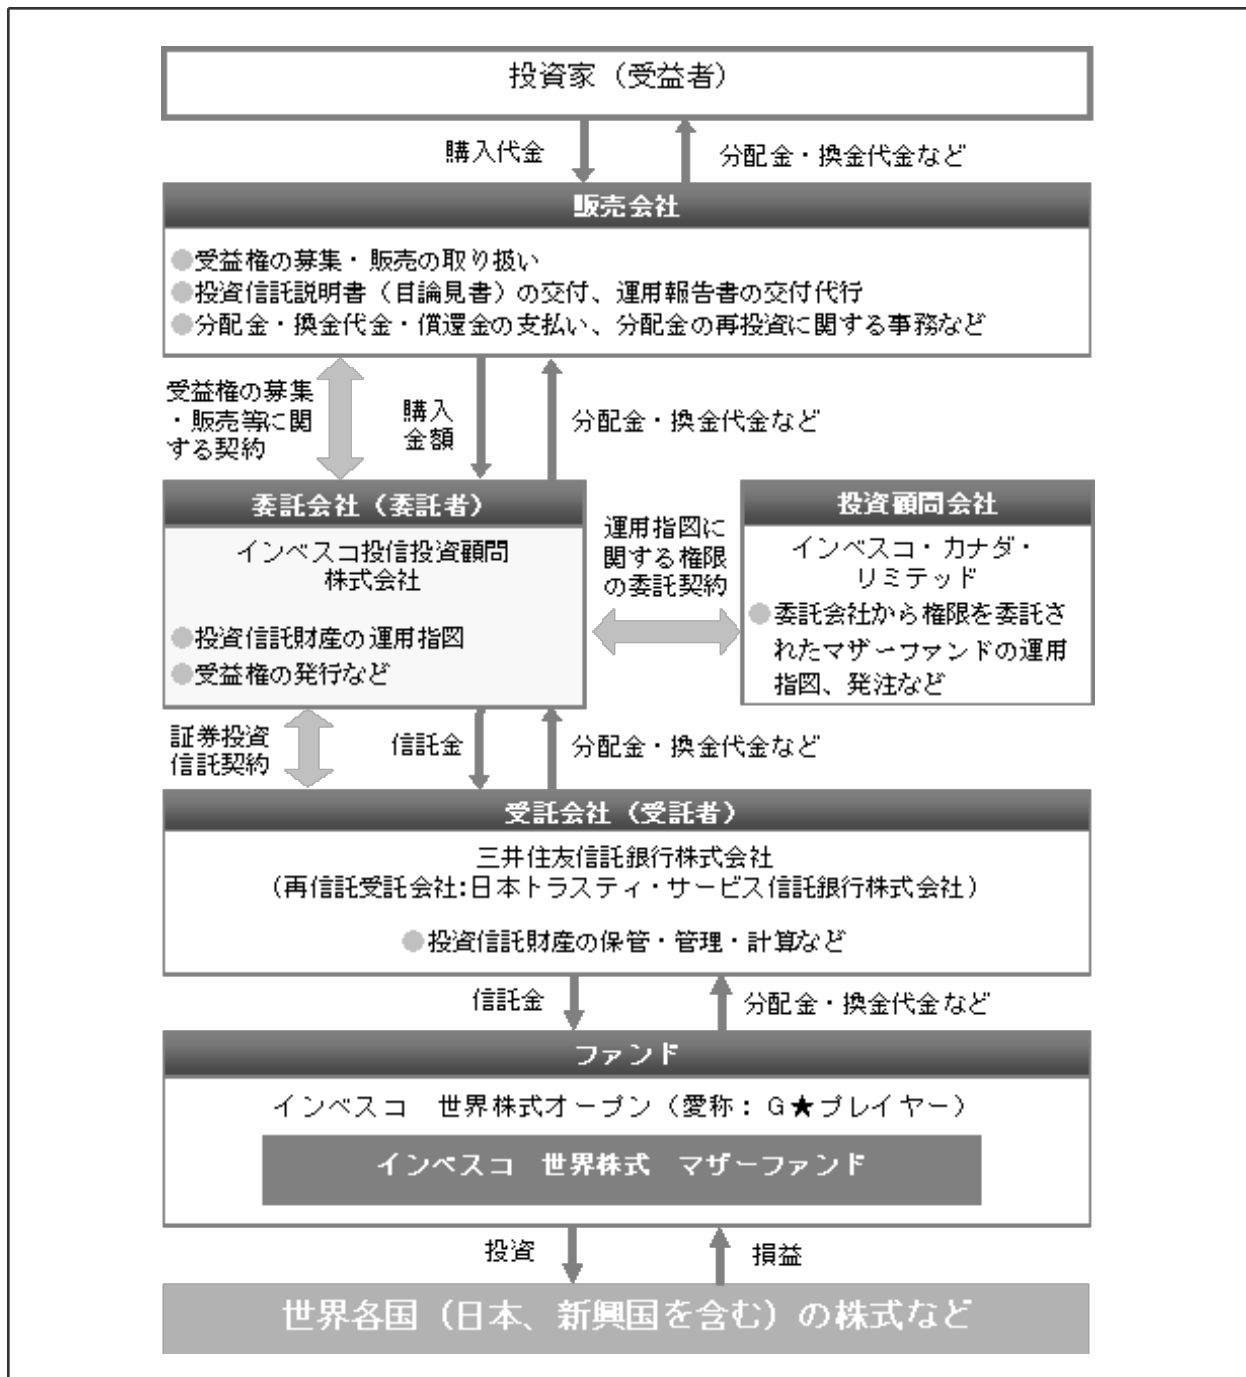 投資家（受益者）
購入代金
分配金・換金代金など
販売会社
●受益権の募集・販売の取り扱い
●投資信託説明書（目論見書）の交付、運用報告書の交付代行
●分配金・換金代金・償還金の支払い、分配金の再投資に関する事務など
受益権の募集
・販売等に関
する契約
購入
金額
分配金・換金代金など
委託会社（委託者）
インベスコ投信投資顧問
株式会社
●投資信託財産の運用指図
●受益権の発行など
運用指図に
関する権限
の委託契約
投資顧問会社
インベスコ・カナダ・
リミテッド
●委託会社から権限を委託さ
れたマザーファンドの運用
指図、発注など
証券投資
信託契約
信託金
分配金・換金代金など
受託会社（受託者）
三井住友信託銀行株式会社
（再信託受託会社:日本トラスティ・サービス信託銀行株式会社）
●投資信託財産の保管・管理・計算など
信託金
分配金・換金代金など
ファンド
インベスコ　世界株式オープン（愛称：G★プレイヤー）
インベスコ　世界株式　マザーファンド
投資
損益
世界各国（日本、新興国を含む）の株式など